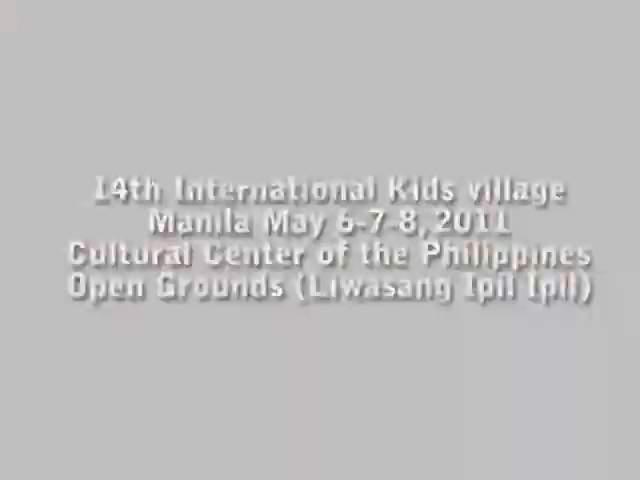 14th International Kids village
Manila May 6-7-8, 2011
Cultural Center of the Philippines
Open Grounds (Liwasang Ipil Ipil)